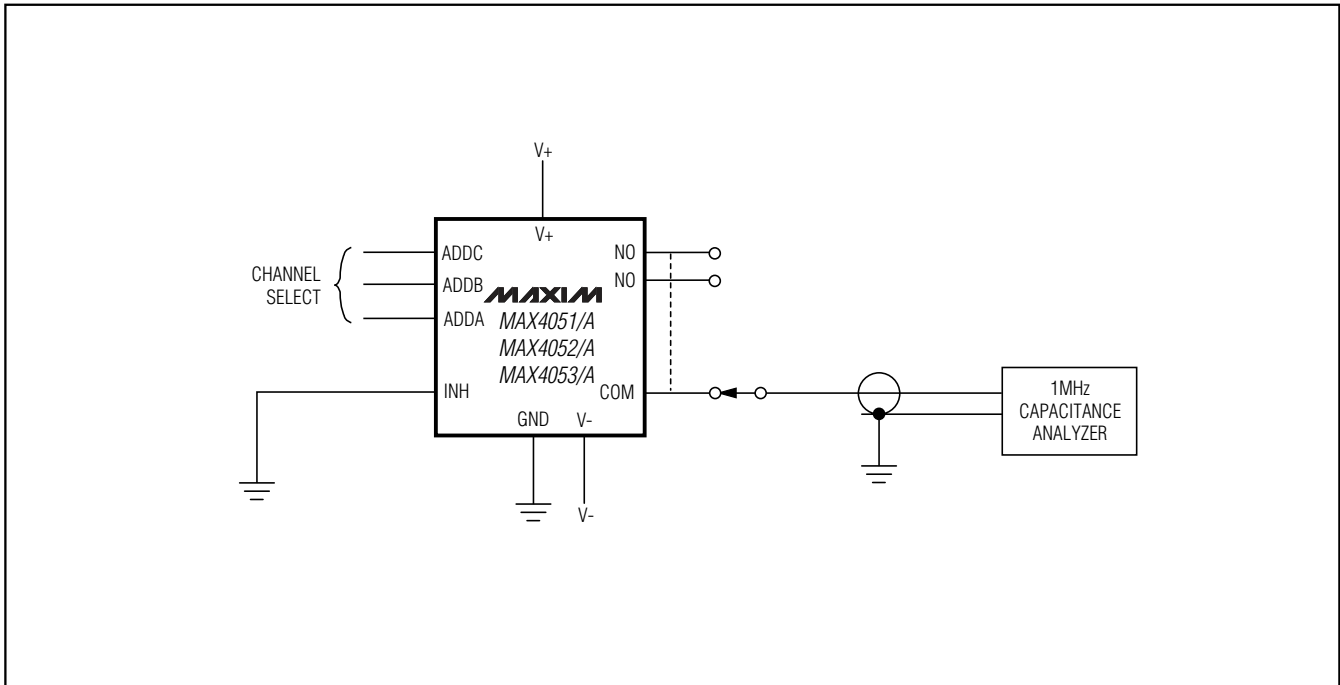 V+
V+
ADDC
NO
CHANNEL
SELECT
ADDB
NO
MAXIM
ADDA
MAX4051/A
MAX4052/A
MAX4053/A
INH
COM
GND
V-
V-
1MHz
CAPACITANCE
ANALYZER